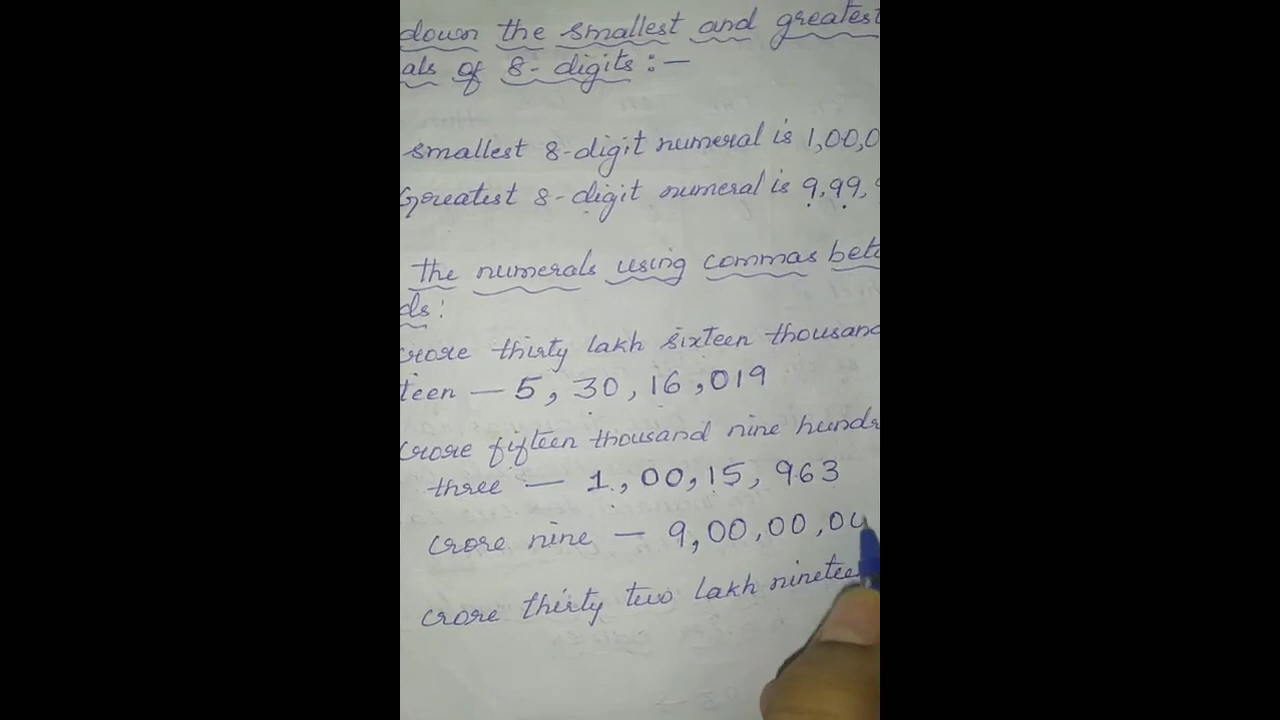 down the smallest and greatest
als of 8-digits :—
smallest 8-digit numeral is 1,00,0
Greatest 8-digit numeral is 9,99,
the numerals using commas bet
ds:
crore thirty lakh sixteen thousand
teen — 5, 30, 16, 019
crore fifteen thousand nine hundr
three — 1, 00, 15, 963
crore nine — 9,00,00,00
crore thirty two lakh nineteen